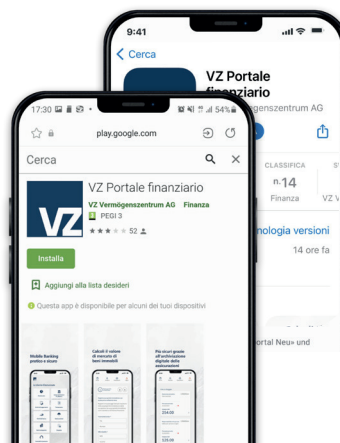 9:41
Cerca
VZ Portale
finanziario
genszentrum AG
CLASSIFICA
n.14
Finanza
VZ V
nologia versioni
14 ore fa
ortal Neu» und
17:30
54%
play.google.com
Cerca
VZ
VZ Portale finanziario
VZ Vermögenszentrum AG Finanza
PEGI 3
52
Installa
Aggiungi alla lista desideri
Questa app è disponibile per alcuni dei tuoi dispositivi
Mobile Banking
pratico e sicuro
Calcoli il valore
di mercato di
beni immobili
Più sicuri grazie
all'archiviazione
digitale delle
assicurazioni